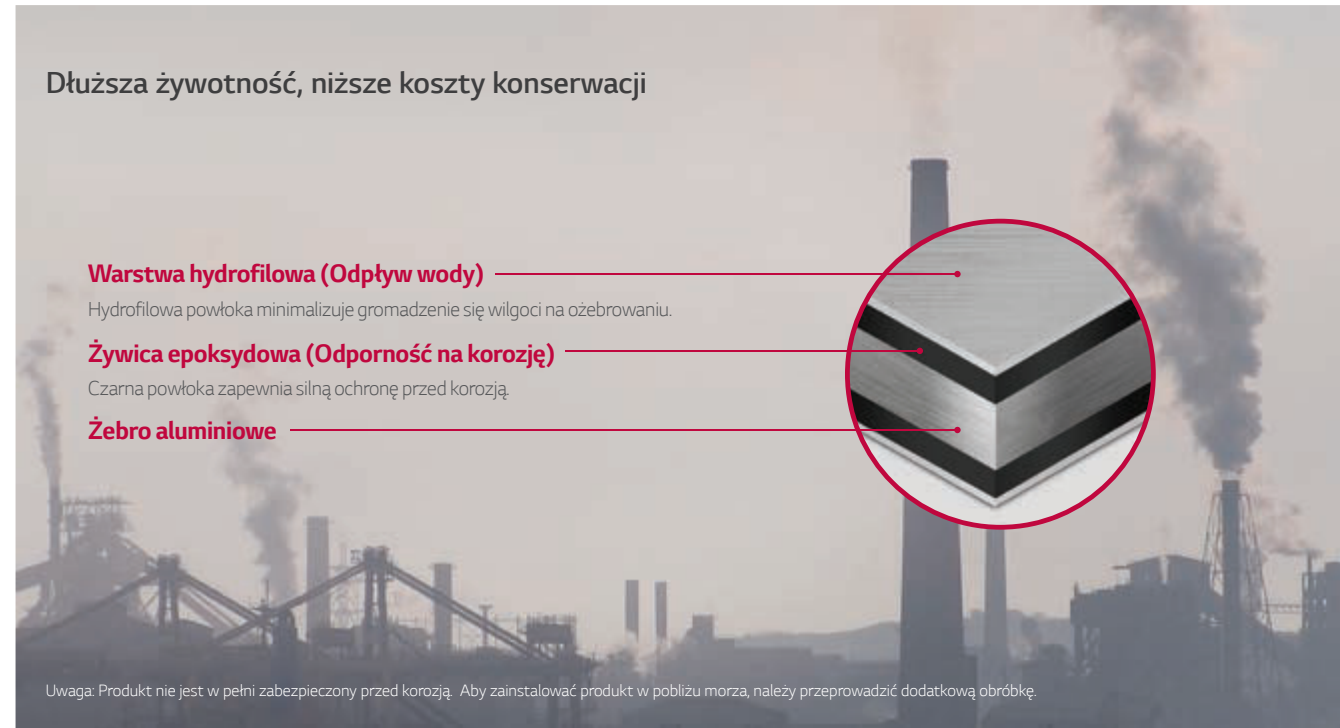 Dłuższa żywotność, niższe koszty konserwacji
Warstwa hydrofilowa (Odpływ wody)
Hydrofilowa powłoka minimalizuje gromadzenie się wilgoci na ożebrowaniu.
Żywica epoksydowa (Odporność na korozję)
Czarna powłoka zapewnia silną ochronę przed korozją.
Żebro aluminiowe
Uwaga: Produkt nie jest w pełni zabezpieczony przed korozją. Aby zainstalować produkt w pobliżu morza, należy przeprowadzić dodatkową obróbkę.